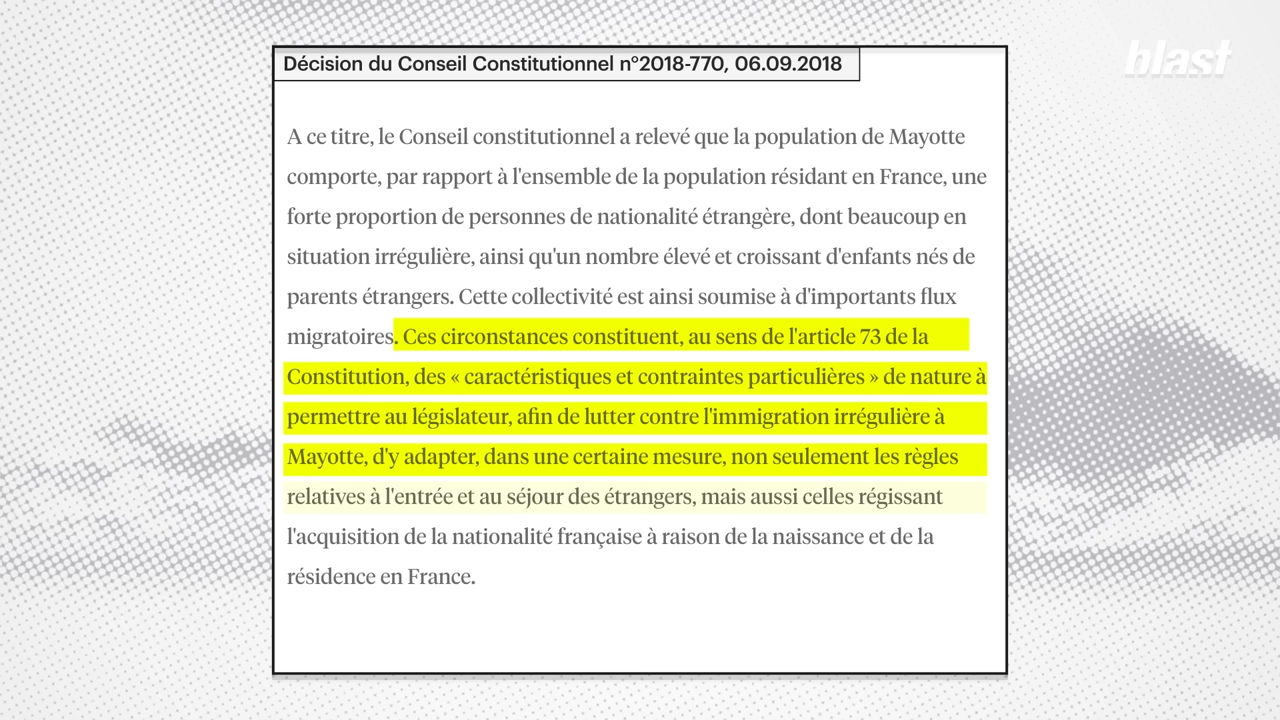 blast
Décision du Conseil Constitutionnel n°2018-770, 06.09.2018
A ce titre, le Conseil constitutionnel a relevé que la population de Mayotte
comporte, par rapport à l'ensemble de la population résidant en France, une
forte proportion de personnes de nationalité étrangère, dont beaucoup en
situation irrégulière, ainsi qu'un nombre élevé et croissant d'enfants nés de
parents étrangers. Cette collectivité est ainsi soumise à d'importants flux
migratoires. Ces circonstances constituent, au sens de l'article 73 de la
Constitution, des « caractéristiques et contraintes particulières » de nature à
permettre au législateur, afin de lutter contre l'immigration irrégulière à
Mayotte, d'y adapter, dans une certaine mesure, non seulement les règles
relatives à l'entrée et au séjour des étrangers, mais aussi celles régissant
l'acquisition de la nationalité française à raison de la naissance et de la
résidence en France.